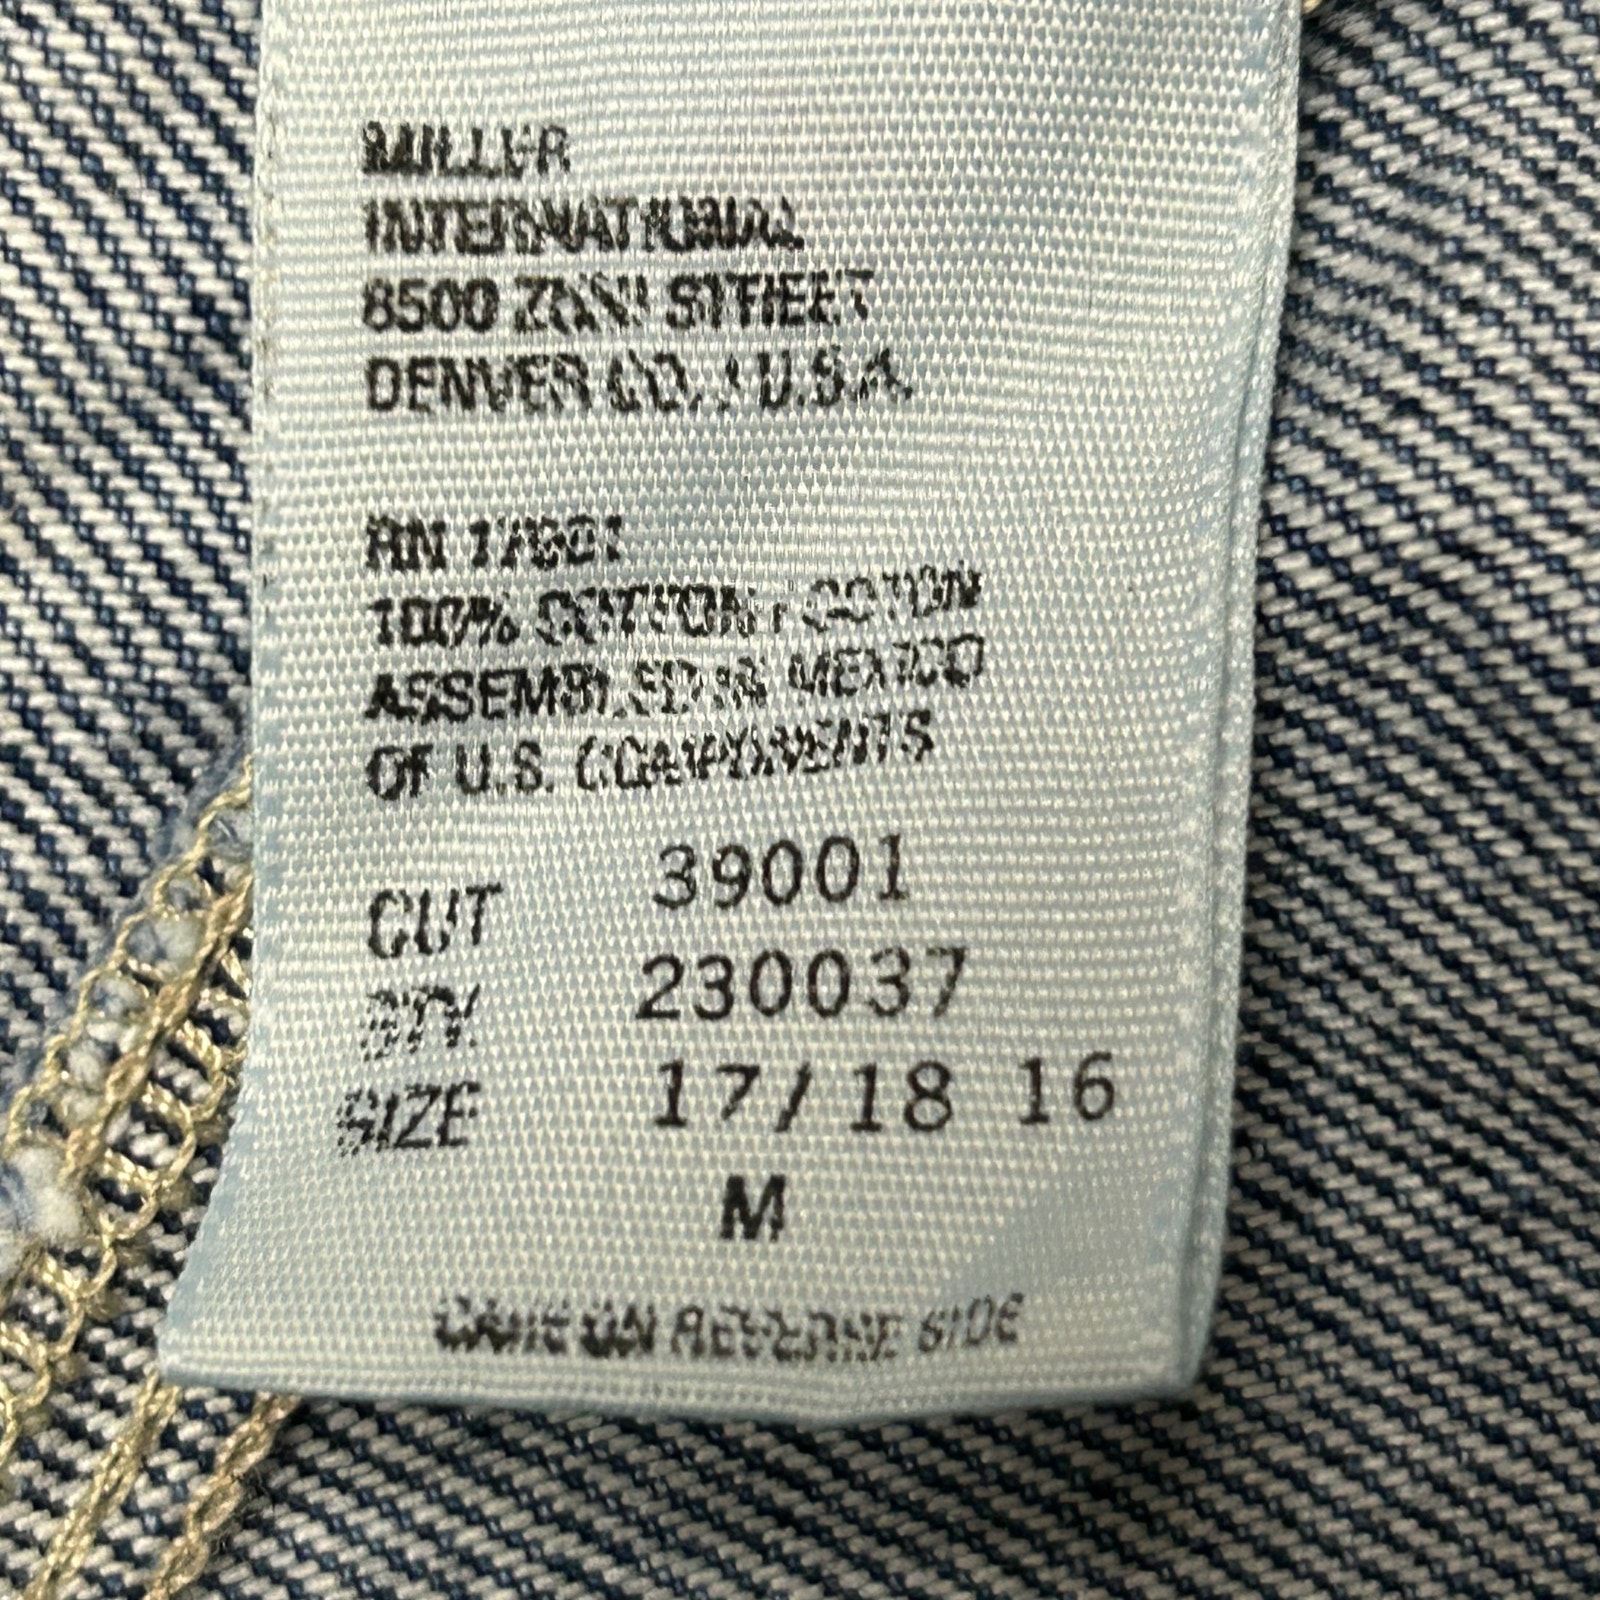 MILLER
INTERNATIONAL
8500 ZUNI STREET
DENVER CO., U.S.A.
RN
100% COTTON · COTON
ASSEMBLED IN MEXICO
OF U.S. COMPONENTS
CUT 39001
STY. 230037
SIZE 17/18 16
M
CARE ON REVERSE SIDE